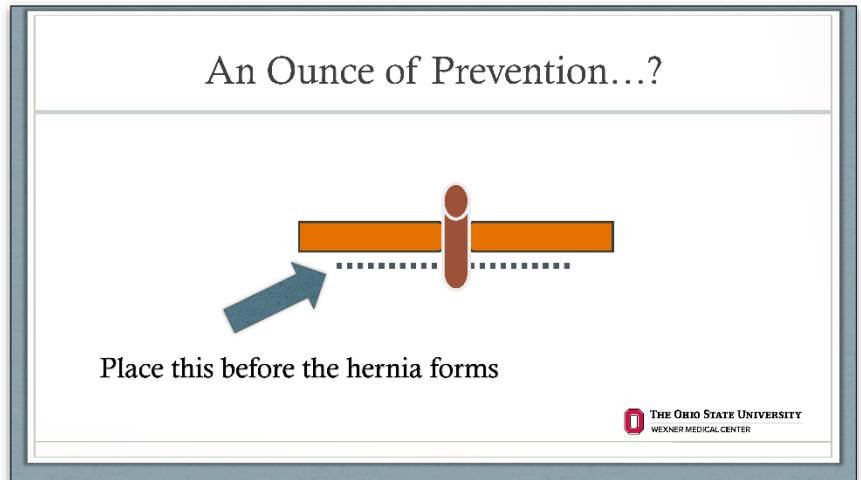 An Ounce of Prevention…?
Place this before the hernia forms
THE OHIO STATE UNIVERSITY
WEXNER MEDICAL CENTER